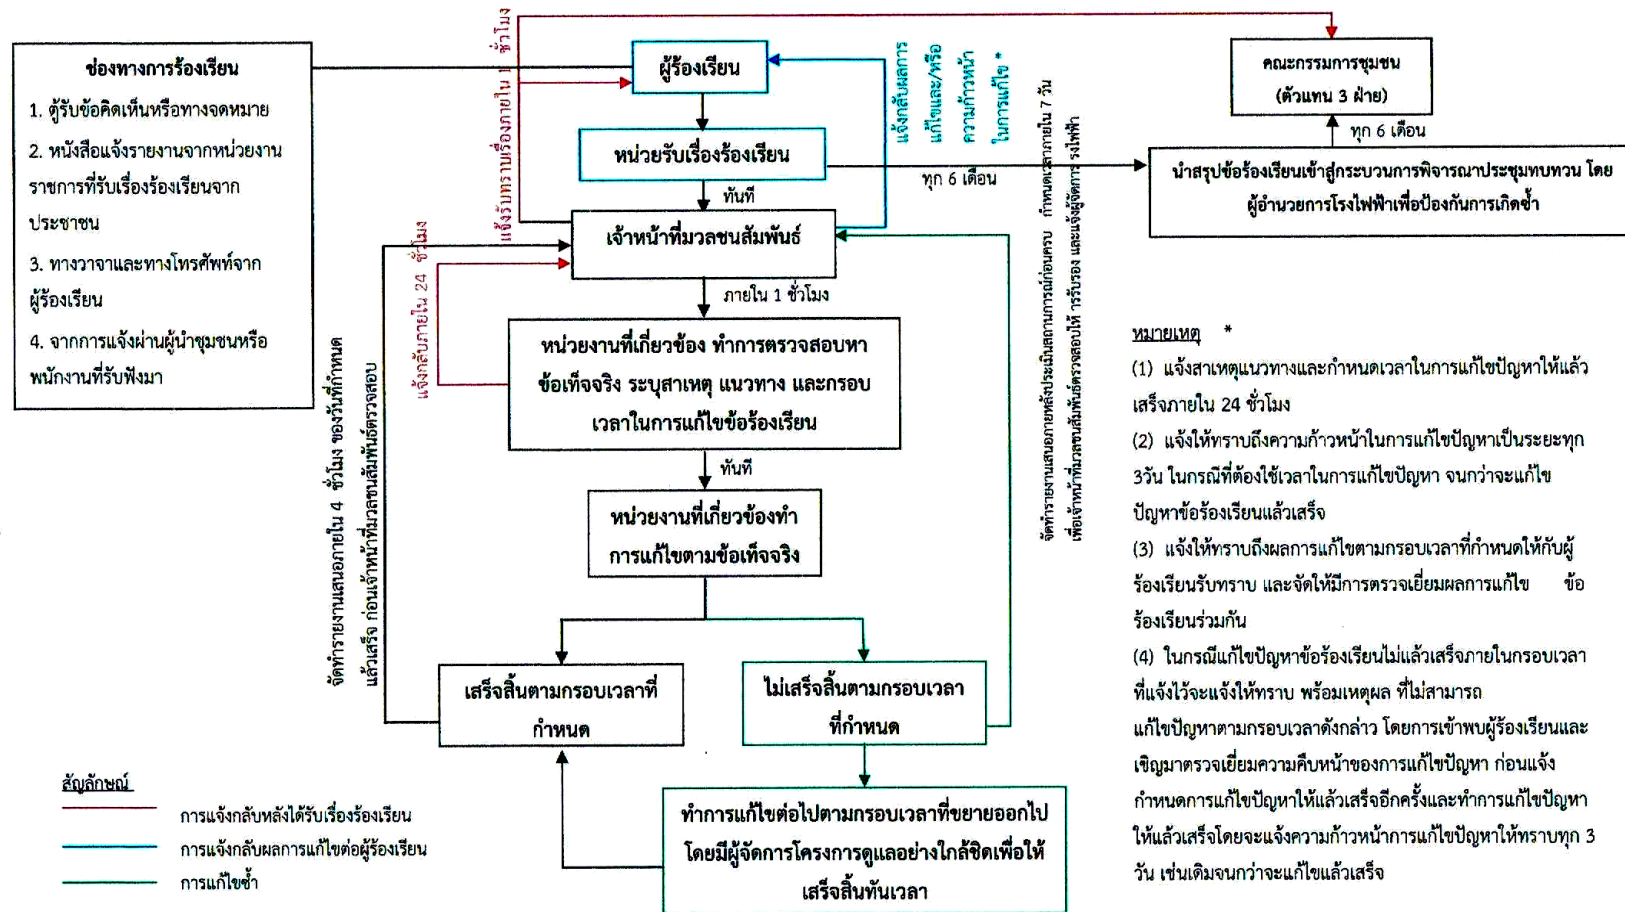 ช่องทางการร้องเรียน
1. ตู้รับข้อคิดเห็นหรือทางจดหมาย
2. หนังสือแจ้งรายงานจากหน่วยงาน
ราชการที่รับเรื่องร้องเรียนจาก
ประชาชน
3. ทางวาจาและทางโทรศัพท์จาก
ผู้ร้องเรียน
4. จากการแจ้งผ่านผู้นำชุมชนหรือ
พนักงานที่รับฟังมา
ผู้ร้องเรียน
หน่วยรับเรื่องร้องเรียน
ทันที
เจ้าหน้าที่มวลชนสัมพันธ์
ภายใน 1 ชั่วโมง
หน่วยงานที่เกี่ยวข้อง ทำการตรวจสอบหา
ข้อเท็จจริง ระบุสาเหตุ แนวทาง และกรอบ
เวลาในการแก้ไขข้อร้องเรียน
ทันที
หน่วยงานที่เกี่ยวข้องทำ
การแก้ไขตามข้อเท็จจริง
เสร็จสิ้นตามกรอบเวลาที่
กำหนด
ไม่เสร็จสิ้นตามกรอบเวลา
ที่กำหนด
ทำการแก้ไขต่อไปตามกรอบเวลาที่ขยายออกไป
โดยมีผู้จัดการโครงการดูแลอย่างใกล้ชิดเพื่อให้
เสร็จสิ้นทันเวลา
แจ้งรับทราบเรื่องภายใน 1 ชั่วโมง
แจ้งกลับภายใน 24 ชั่วโมง
จัดทำรายงานเสนอภายใน 4 ชั่วโมง ของวันที่กำหนด
แล้วเสร็จ ก่อนเจ้าหน้าที่มวลชนสัมพันธ์ตรวจสอบ
แจ้งกลับผลการ
แก้ไขและ/หรือ
ความก้าวหน้า
ในการแก้ไข *
จัดทำรายงานเสนอภายหลังประเมินสถานการณ์ก่อนครบ กำหนดเวลาภายใน 7 วัน
เพื่อเจ้าหน้าที่มวลชนสัมพันธ์ตรวจสอบให้ การรับรอง และแจ้งผู้จัดการ โรงไฟฟ้า
ทุก 6 เดือน
คณะกรรมการชุมชน
(ตัวแทน 3 ฝ่าย)
ทุก 6 เดือน
นำสรุปข้อร้องเรียนเข้าสู่กระบวนการพิจารณาประชุมทบทวน โดย
ผู้อำนวยการโรงไฟฟ้าเพื่อป้องกันการเกิดซ้ำ
หมายเหตุ *
(1) แจ้งสาเหตุแนวทางและกำหนดเวลาในการแก้ไขปัญหาให้แล้ว
เสร็จภายใน 24 ชั่วโมง
(2) แจ้งให้ทราบถึงความก้าวหน้าในการแก้ไขปัญหาเป็นระยะทุก
3วัน ในกรณีที่ต้องใช้เวลาในการแก้ไขปัญหา จนกว่าจะแก้ไข
ปัญหาข้อร้องเรียนแล้วเสร็จ
(3) แจ้งให้ทราบถึงผลการแก้ไขตามกรอบเวลาที่กำหนดให้กับผู้
ร้องเรียนรับทราบ และจัดให้มีการตรวจเยี่ยมผลการแก้ไข ข้อ
ร้องเรียนร่วมกัน
(4) ในกรณีแก้ไขปัญหาข้อร้องเรียนไม่แล้วเสร็จภายในกรอบเวลา
ที่แจ้งไว้จะแจ้งให้ทราบ พร้อมเหตุผล ที่ไม่สามารถ
แก้ไขปัญหาตามกรอบเวลาดังกล่าว โดยการเข้าพบผู้ร้องเรียนและ
เชิญมาตรวจเยี่ยมความคืบหน้าของการแก้ไขปัญหา ก่อนแจ้ง
กำหนดการแก้ไขปัญหาให้แล้วเสร็จอีกครั้งและทำการแก้ไขปัญหา
ให้แล้วเสร็จโดยจะแจ้งความก้าวหน้าการแก้ไขปัญหาให้ทราบทุก 3
วัน เช่นเดิมจนกว่าจะแก้ไขแล้วเสร็จ
สัญลักษณ์
การแจ้งกลับหลังได้รับเรื่องร้องเรียน
การแจ้งกลับผลการแก้ไขต่อผู้ร้องเรียน
การแก้ไขซ้ำ